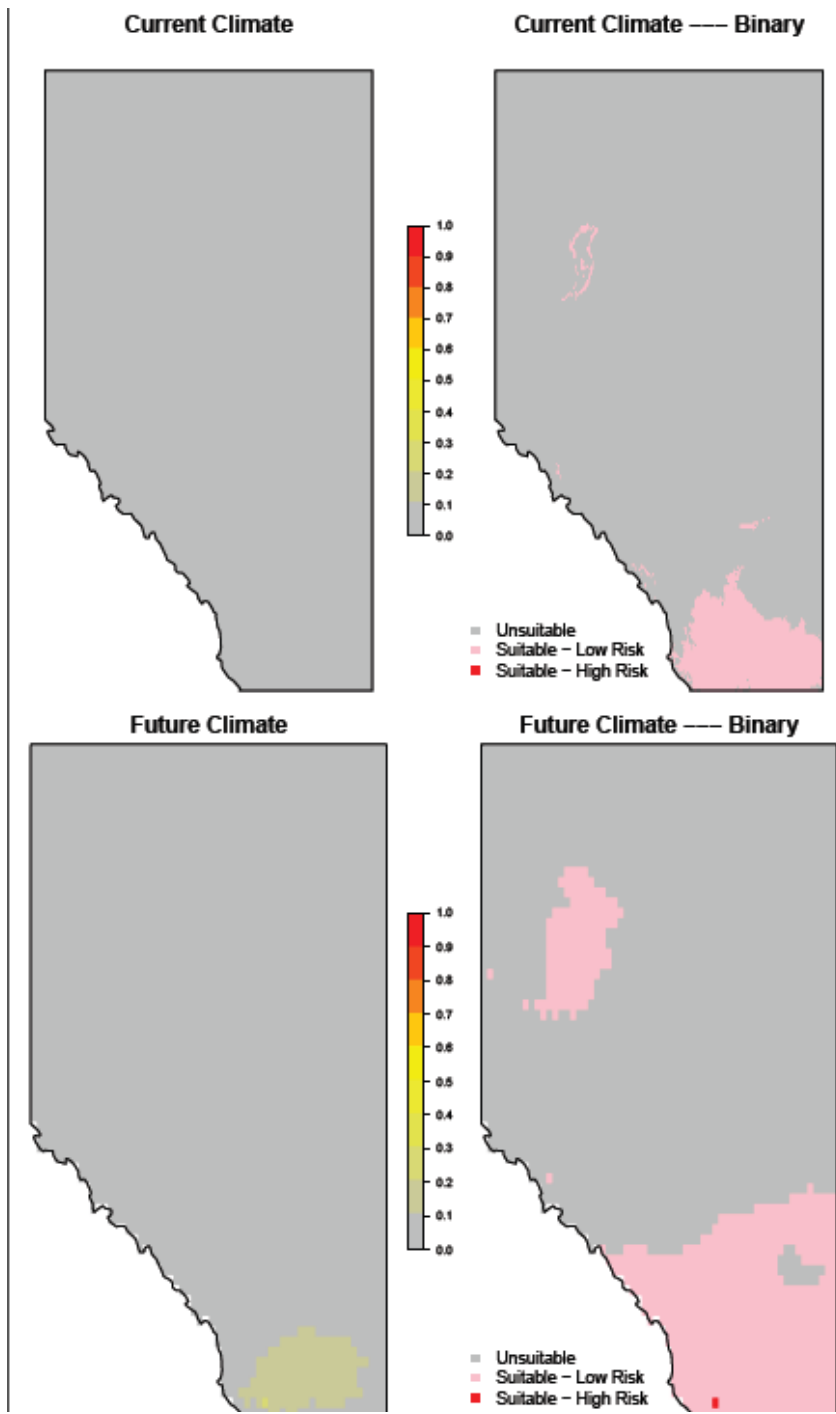 Current Climate
Current Climate ––– Binary
1.0
0.9
0.8
0.7
0.6
0.5
0.4
0.3
0.2
0.1
0.0
Unsuitable
Suitable – Low Risk
Suitable – High Risk
Future Climate
Future Climate ––– Binary
1.0
0.9
0.8
0.7
0.6
0.5
0.4
0.3
0.2
0.1
0.0
Unsuitable
Suitable – Low Risk
Suitable – High Risk